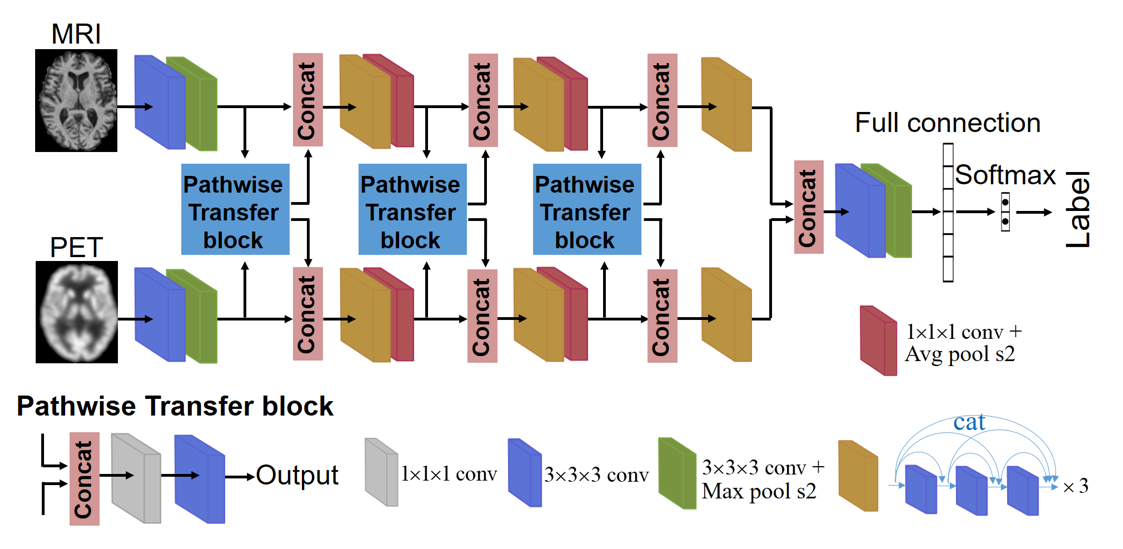 MRI
Concat
Concat
Concat
Full connection
Pathwise
Transfer
block
Pathwise
Transfer
block
Pathwise
Transfer
block
Concat
Softmax
Label
PET
Concat
Concat
Concat
1×1×1 conv +
Avg pool s2
Pathwise Transfer block
Concat
Output
1×1×1 conv
3×3×3 conv
3×3×3 conv +
Max pool s2
cat
×3